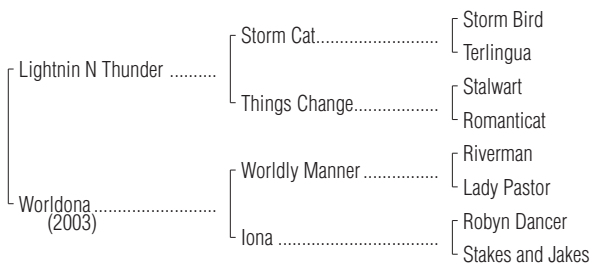 Storm Bird
Storm Cat..........................
Terlingua
Lightnin N Thunder ..........
Stalwart
Things Change..................
Romanticat
Riverman
Worldly Manner ................
Lady Pastor
Worldona ..........................
(2003)
Robyn Dancer
Iona ..................................
Stakes and Jakes